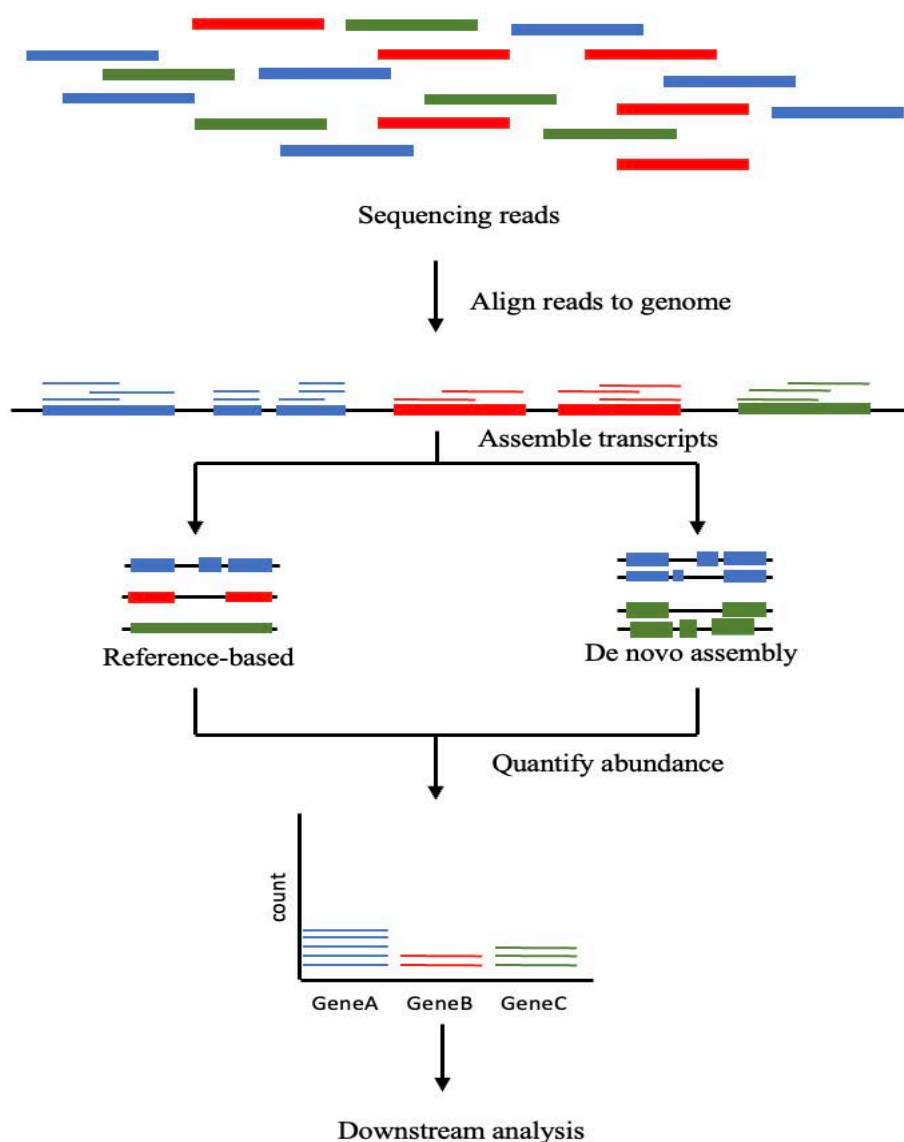 Sequencing reads
Align reads to genome
Assemble transcripts
Reference-based
De novo assembly
Quantify abundance
count
GeneA GeneB GeneC
Downstream analysis